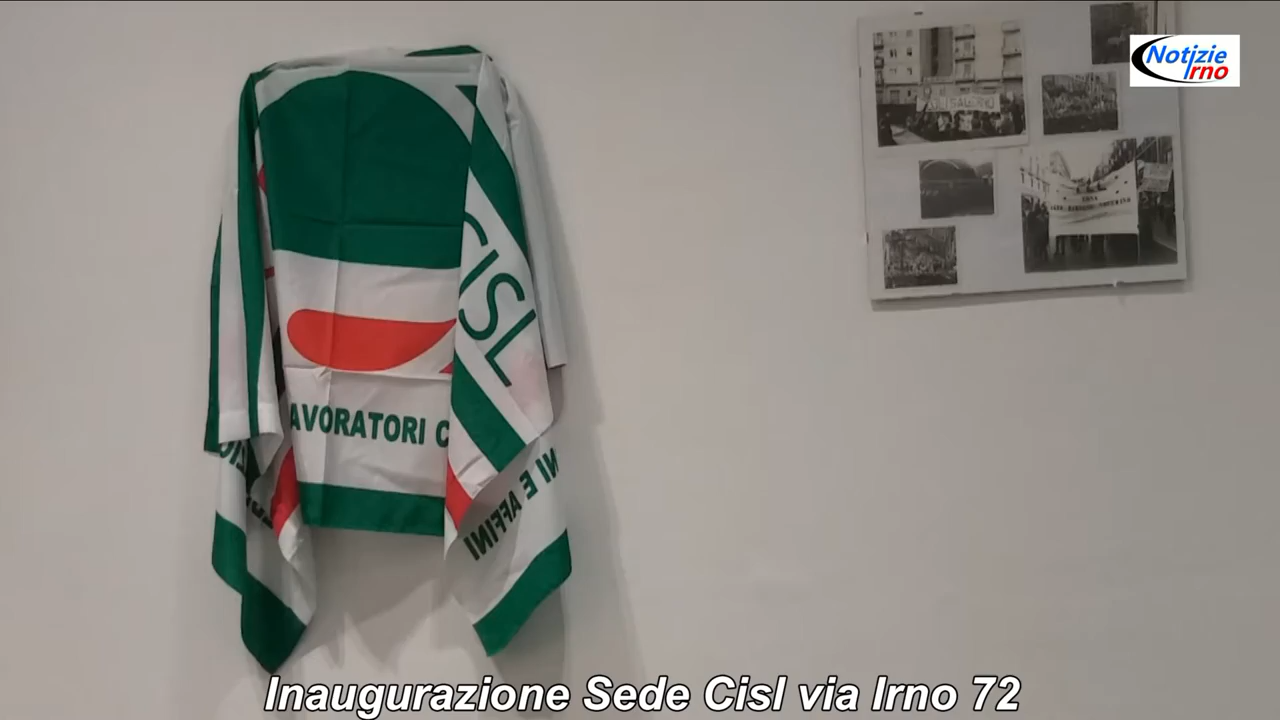 Notizie
Irno
CISL
AVORATORI C
NI E AFFINI
Inaugurazione Sede Cisl via Irno 72